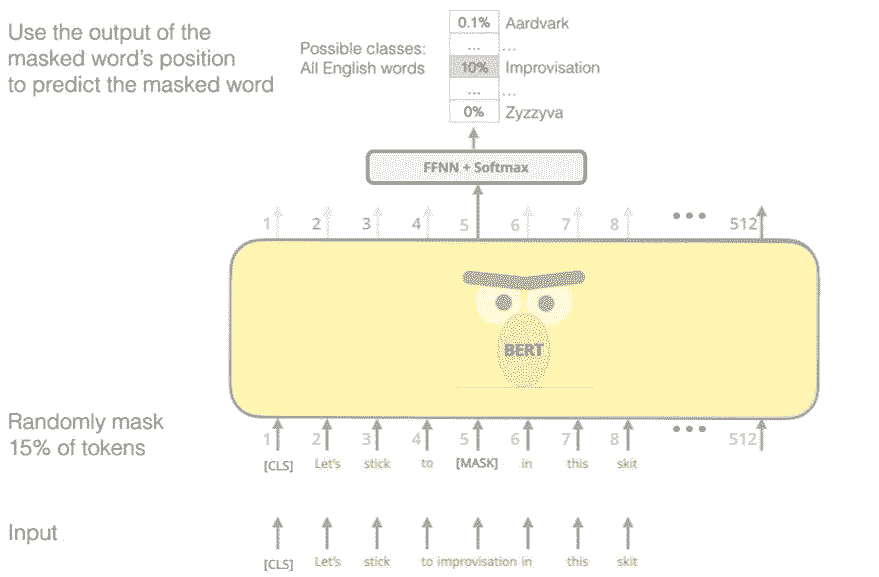 Use the output of the
masked word's position
to predict the masked word
Possible classes:
All English words
0.1% Aardvark
... ...
10% Improvisation
... ...
0% Zyzzyva
FFNN + Softmax
1 2 3 4 5 6 7 8 ••• 512
BERT
Randomly mask
15% of tokens
1 2 3 4 5 6 7 8 ••• 512
[CLS] Let's stick to [MASK] in this skit
Input
[CLS] Let's stick to improvisation in this skit